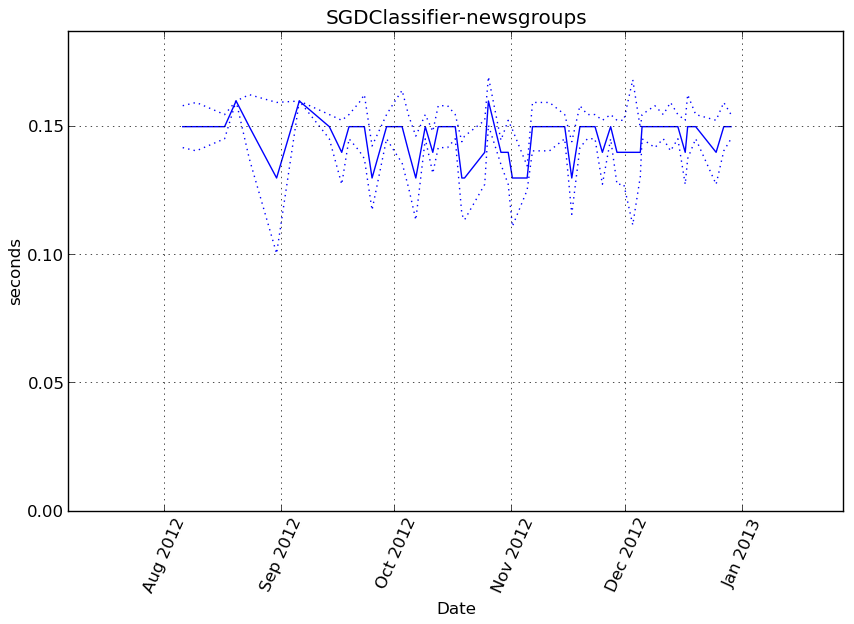 SGDClassifier-newsgroups
seconds
0.15
0.10
0.05
0.00
Aug 2012
Sep 2012
Oct 2012
Nov 2012
Dec 2012
Jan 2013
Date